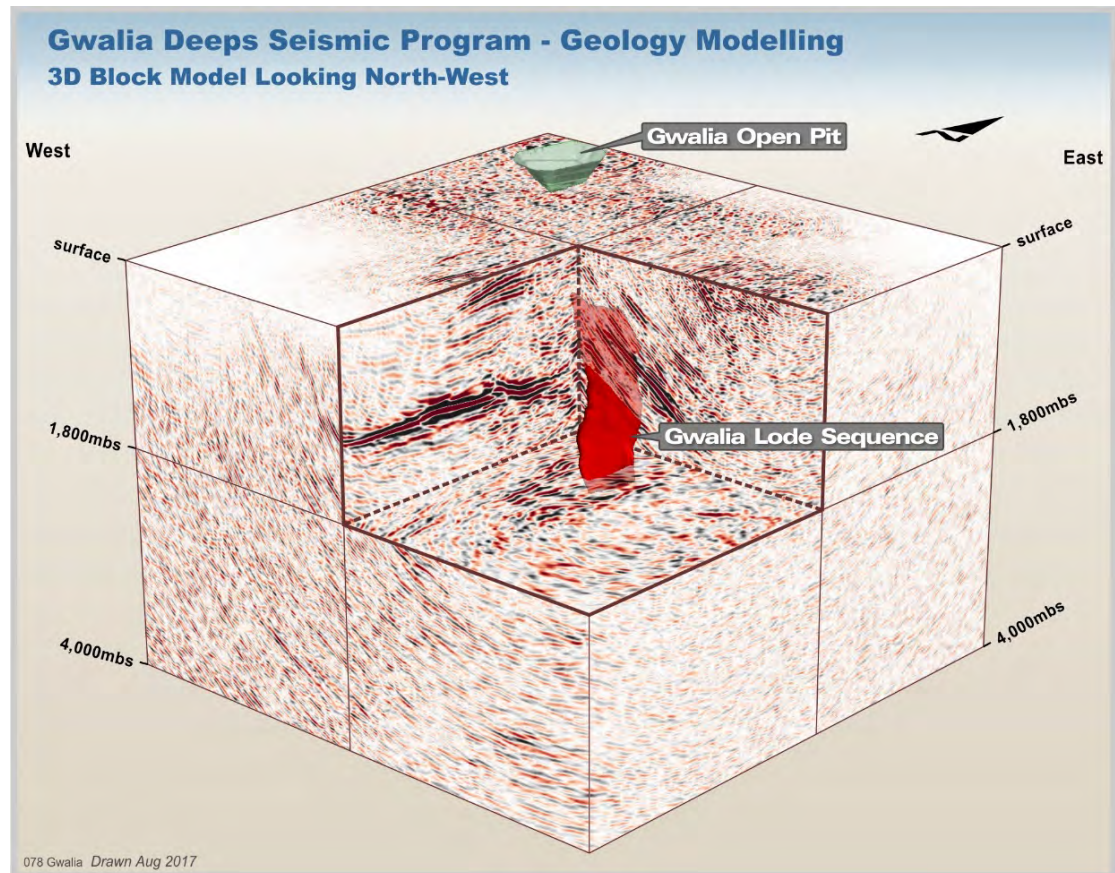 Gwalia Deeps Seismic Program - Geology Modelling
3D Block Model Looking North-West
Gwalia Open Pit
West
East
surface
surface
1,800mbs
1,800mbs
Gwalia Lode Sequence
4,000mbs
4,000mbs
078 Gwalia Drawn Aug 2017